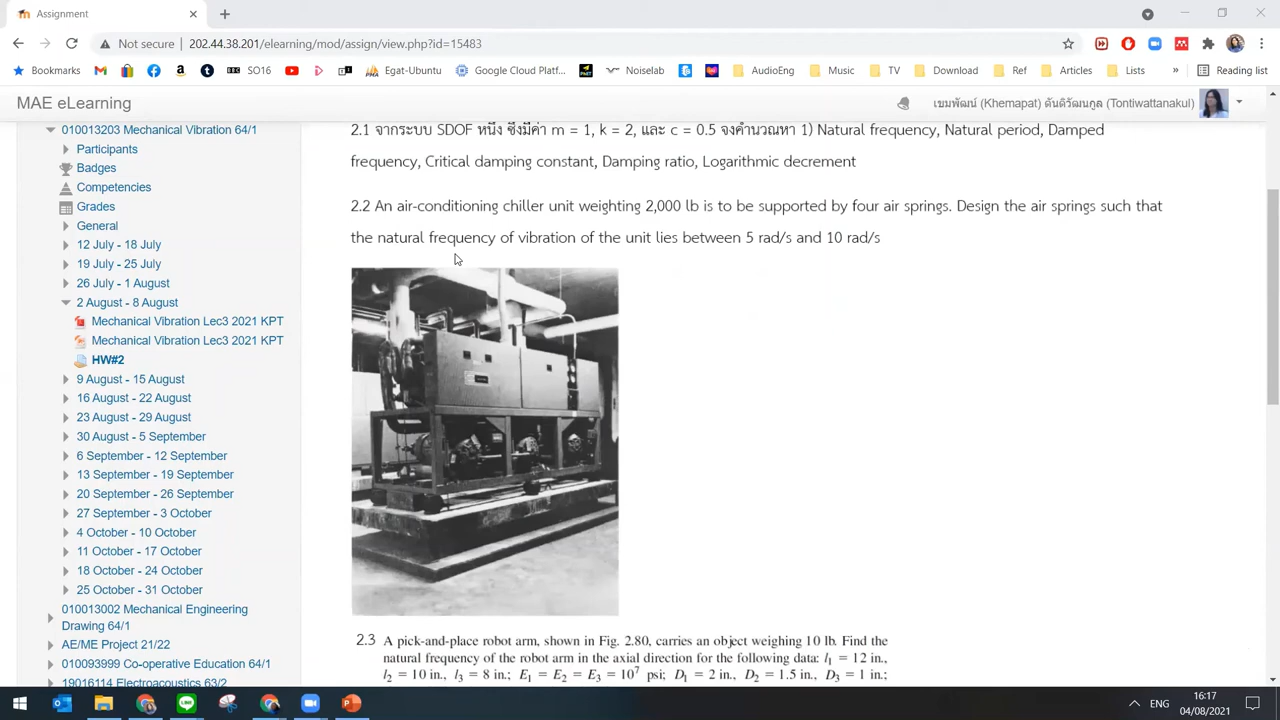 Assignment
Not secure 202.44.38.201/elearning/mod/assign/view.php?id=15483
Bookmarks SO16 Egat-Ubuntu Google Cloud Platf... Noiselab AudioEng Music TV Download Ref Articles Lists » Reading list
MAE eLearning
เขมพัฒน์ (Khemapat) ตันติวัฒนกูล (Tontiwattanakul)
010013203 Mechanical Vibration 64/1
Participants
Badges
Competencies
Grades
General
12 July - 18 July
19 July - 25 July
26 July - 1 August
2 August - 8 August
Mechanical Vibration Lec3 2021 KPT
Mechanical Vibration Lec3 2021 KPT
HW#2
9 August - 15 August
16 August - 22 August
23 August - 29 August
30 August - 5 September
6 September - 12 September
13 September - 19 September
20 September - 26 September
27 September - 3 October
4 October - 10 October
11 October - 17 October
18 October - 24 October
25 October - 31 October
010013002 Mechanical Engineering
Drawing 64/1
AE/ME Project 21/22
010093999 Co-operative Education 64/1
19016114 Electroacoustics 63/2
2.1 จากระบบ SDOF หนึ่ง ซึ่งมีค่า m = 1, k = 2, และ c = 0.5 จงคำนวณหา 1) Natural frequency, Natural period, Damped
frequency, Critical damping constant, Damping ratio, Logarithmic decrement
2.2 An air-conditioning chiller unit weighting 2,000 lb is to be supported by four air springs. Design the air springs such that
the natural frequency of vibration of the unit lies between 5 rad/s and 10 rad/s
2.3 A pick-and-place robot arm, shown in Fig. 2.80, carries an object weighing 10 lb. Find the
natural frequency of the robot arm in the axial direction for the following data: l₁ = 12 in.,
l₂ = 10 in., l₃ = 8 in.; E₁ = E₂ = E₃ = 10⁷ psi; D₁ = 2 in., D₂ = 1.5 in., D₃ = 1 in.;
ENG
16:17
04/08/2021